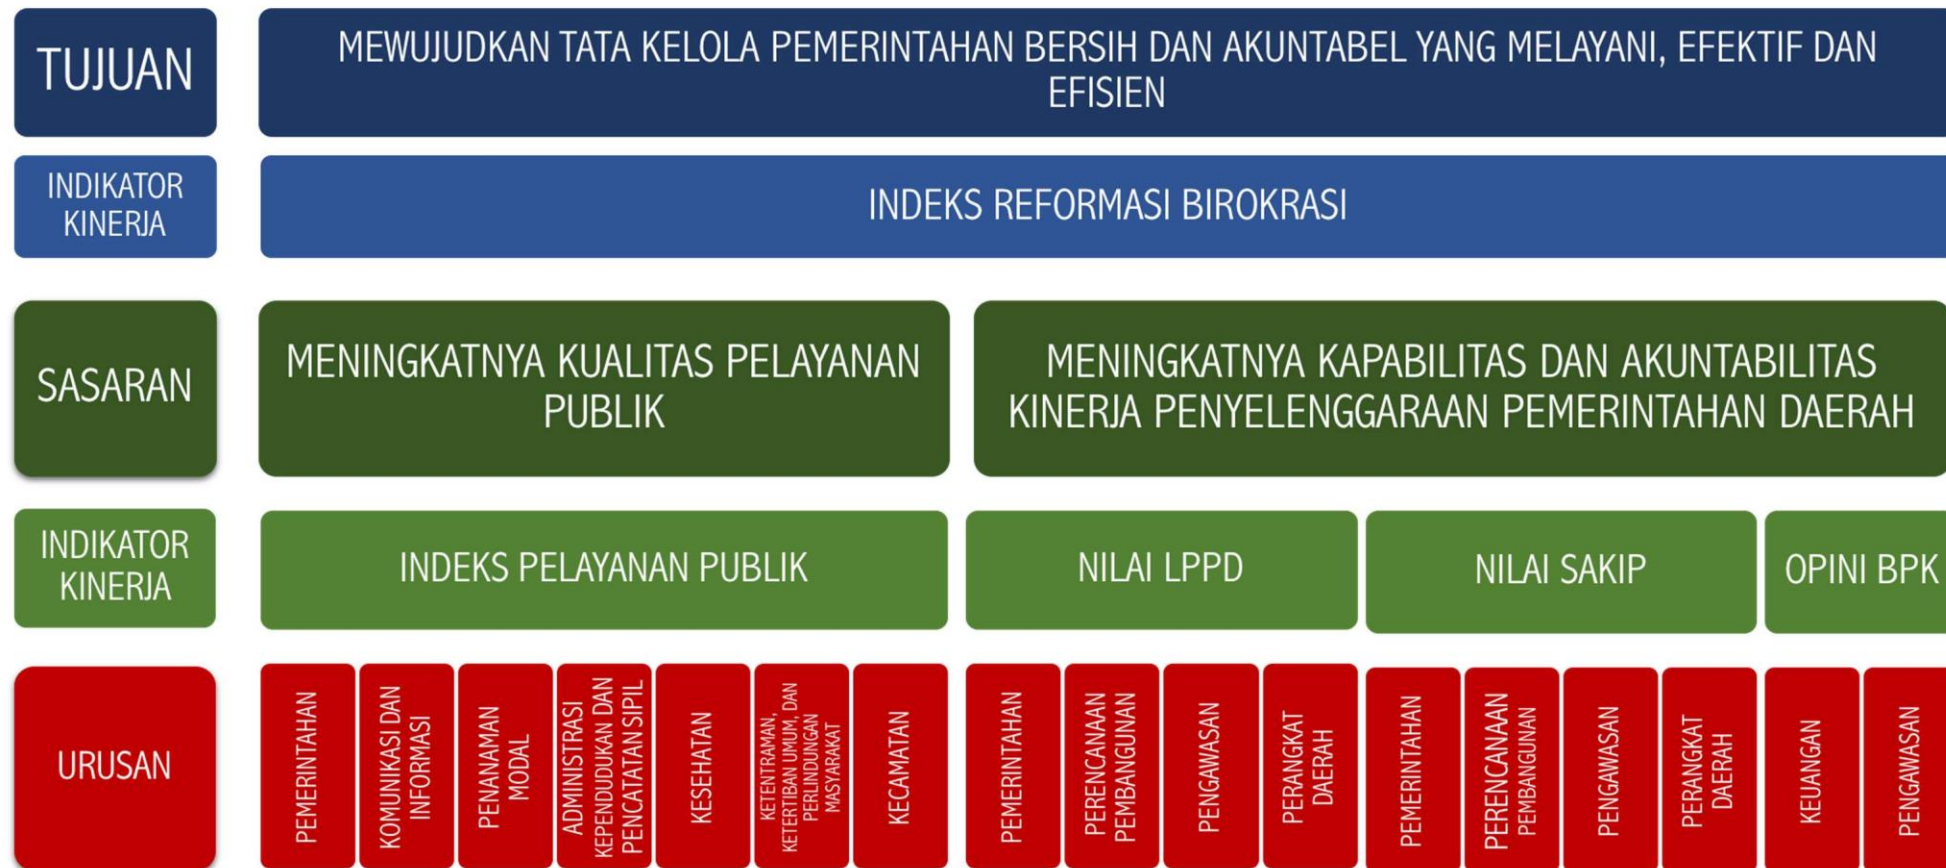 TUJUAN
MEWUJUDKAN TATA KELOLA PEMERINTAHAN BERSIH DAN AKUNTABEL YANG MELAYANI, EFEKTIF DAN
EFISIEN
INDIKATOR
KINERJA
INDEKS REFORMASI BIROKRASI
SASARAN
MENINGKATNYA KUALITAS PELAYANAN
PUBLIK
MENINGKATNYA KAPABILITAS DAN AKUNTABILITAS
KINERJA PENYELENGGARAAN PEMERINTAHAN DAERAH
INDIKATOR
KINERJA
INDEKS PELAYANAN PUBLIK
NILAI LPPD
NILAI SAKIP
OPINI BPK
URUSAN
PEMERINTAHAN
KOMUNIKASI DAN
INFORMASI
PENANAMAN
MODAL
ADMINISTRASI
KEPENDUDUKAN DAN
PENCATATAN SIPIL
KESEHATAN
KETENTRAMAN,
KETERTIBAN UMUM, DAN
PERLINDUNGAN
MASYARAKAT
KECAMATAN
PEMERINTAHAN
PERENCANAAN
PEMBANGUNAN
PENGAWASAN
PERANGKAT
DAERAH
PEMERINTAHAN
PERENCANAAN
PEMBANGUNAN
PENGAWASAN
PERANGKAT
DAERAH
KEUANGAN
PENGAWASAN